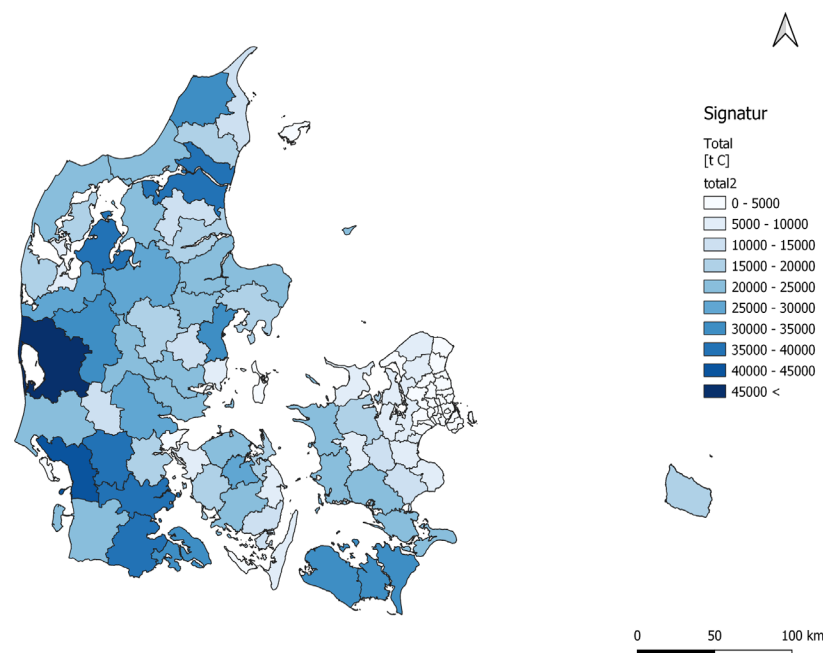 Signatur
Total
[t C]
total2
0 - 5000
5000 - 10000
10000 - 15000
15000 - 20000
20000 - 25000
25000 - 30000
30000 - 35000
35000 - 40000
40000 - 45000
45000 <
0 50 100 km